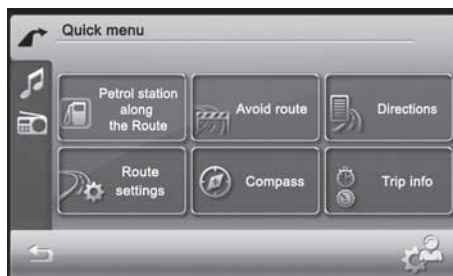 Quick menu
Petrol station
along
the Route
Avoid route
Directions
Route
settings
Compass
Trip info